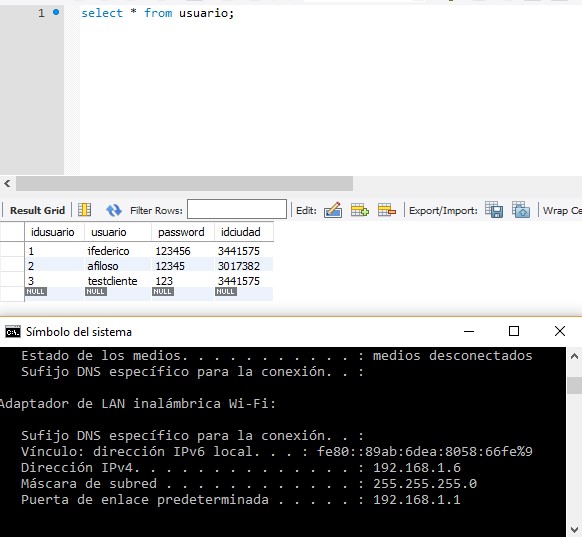 1 select * from usuario;
Result Grid Filter Rows: Edit: Export/Import: Wrap Ce
idusuario usuario password idciudad
1 ifederico 123456 3441575
2 afiloso 12345 3017382
3 testcliente 123 3441575
NULL NULL NULL NULL
Símbolo del sistema
Estado de los medios. . . . . . . . . . . : medios desconectados
Sufijo DNS específico para la conexión. . :
Adaptador de LAN inalámbrica Wi-Fi:
Sufijo DNS específico para la conexión. . :
Vínculo: dirección IPv6 local. . . : fe80::89ab:6dea:8058:66fe%9
Dirección IPv4. . . . . . . . . . . . . . : 192.168.1.6
Máscara de subred . . . . . . . . . . . . : 255.255.255.0
Puerta de enlace predeterminada . . . . . : 192.168.1.1